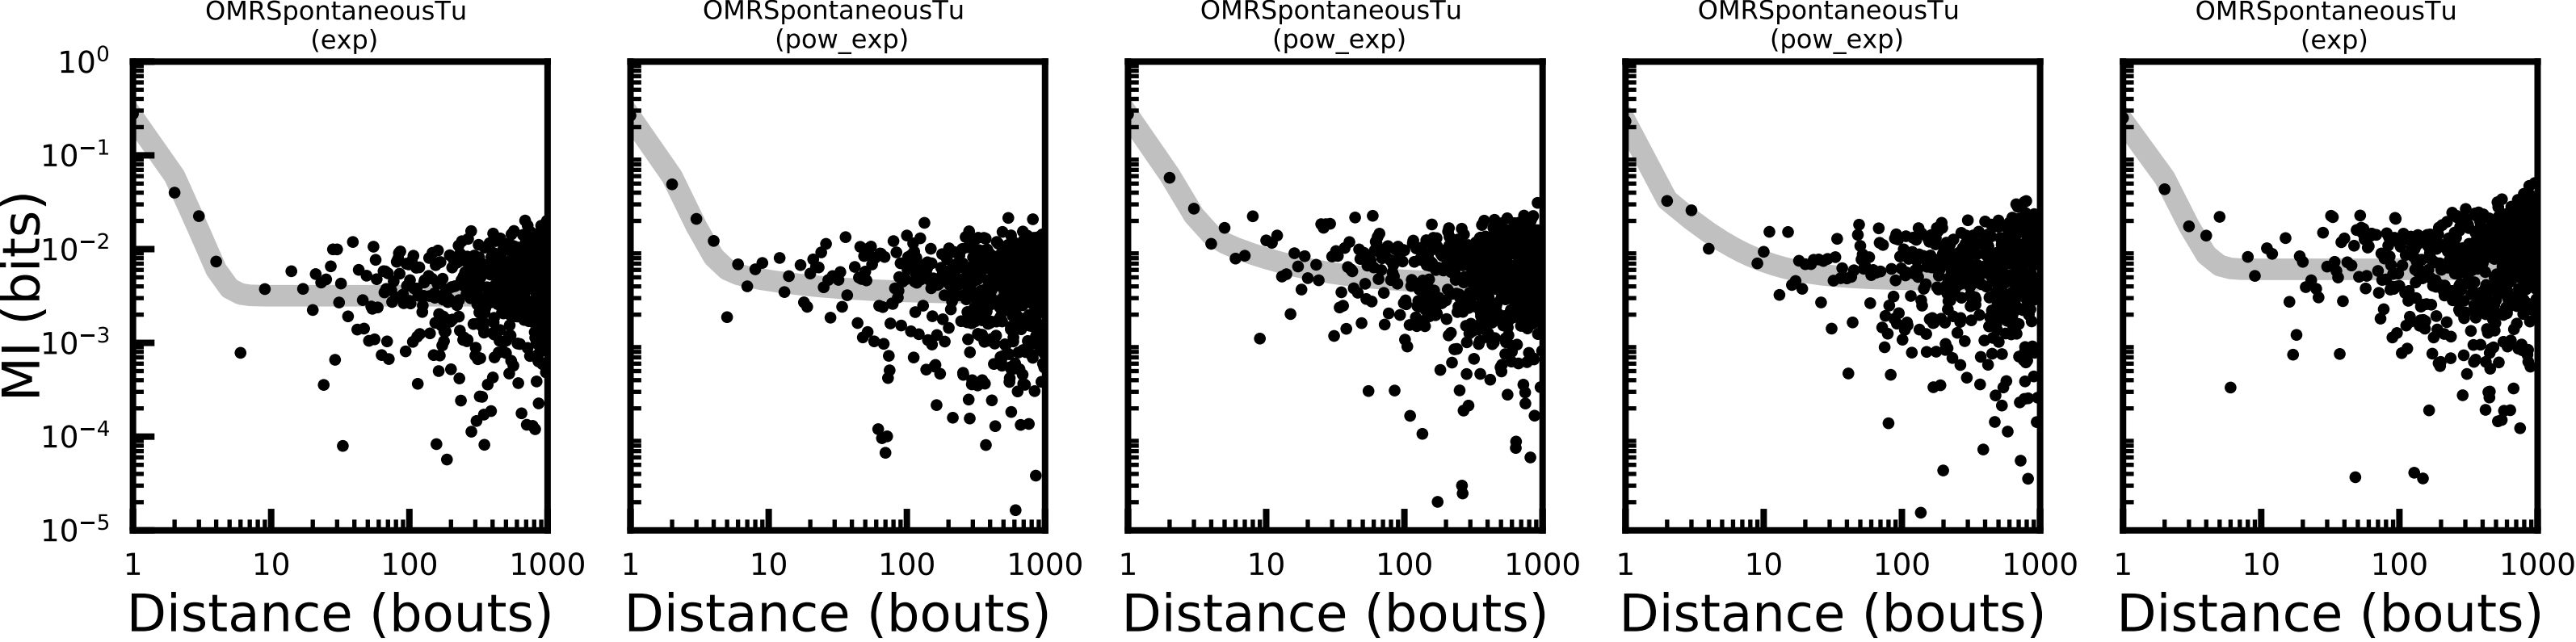 OMRSpontaneousTu
(exp)
OMRSpontaneousTu
(pow_exp)
OMRSpontaneousTu
(pow_exp)
OMRSpontaneousTu
(pow_exp)
OMRSpontaneousTu
(exp)
MI (bits)
10⁰
10⁻¹
10⁻²
10⁻³
10⁻⁴
10⁻⁵
1 10 100 1000
1 10 100 1000
1 10 100 1000
1 10 100 1000
1 10 100 1000
Distance (bouts)
Distance (bouts)
Distance (bouts)
Distance (bouts)
Distance (bouts)